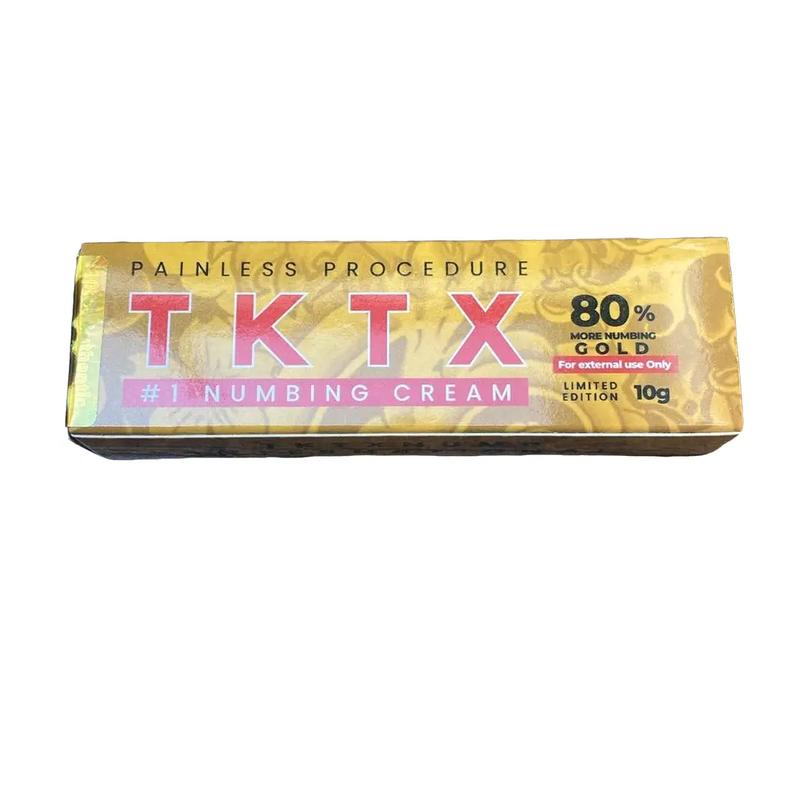 PAINLESS PROCEDURE
TKTX
#1 NUMBING CREAM
80%
MORE NUMBING
GOLD
For external use Only
LIMITED
EDITION
10g